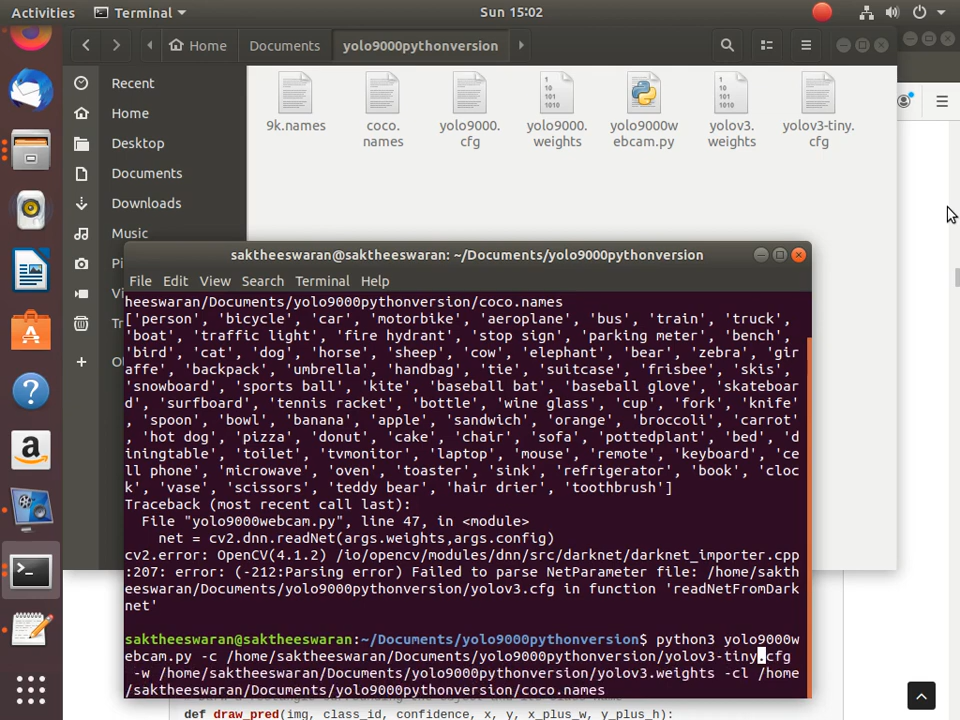 Activities
Terminal
Sun 15:02
Home
Documents
yolo9000pythonversion
Recent
Home
Desktop
Documents
Downloads
Music
Pi
Vi
Tr
Ot
9k.names
coco.
names
yolo9000.
cfg
yolo9000.
weights
yolo9000w
ebcam.py
yolov3.
weights
yolov3-tiny.
cfg
saktheeswaran@saktheeswaran: ~/Documents/yolo9000pythonversion
File Edit View Search Terminal Help
heeswaran/Documents/yolo9000pythonversion/coco.names
['person', 'bicycle', 'car', 'motorbike', 'aeroplane', 'bus', 'train', 'truck',
'boat', 'traffic light', 'fire hydrant', 'stop sign', 'parking meter', 'bench',
'bird', 'cat', 'dog', 'horse', 'sheep', 'cow', 'elephant', 'bear', 'zebra', 'gir
affe', 'backpack', 'umbrella', 'handbag', 'tie', 'suitcase', 'frisbee', 'skis',
'snowboard', 'sports ball', 'kite', 'baseball bat', 'baseball glove', 'skateboar
d', 'surfboard', 'tennis racket', 'bottle', 'wine glass', 'cup', 'fork', 'knife'
, 'spoon', 'bowl', 'banana', 'apple', 'sandwich', 'orange', 'broccoli', 'carrot'
, 'hot dog', 'pizza', 'donut', 'cake', 'chair', 'sofa', 'pottedplant', 'bed', 'd
iningtable', 'toilet', 'tvmonitor', 'laptop', 'mouse', 'remote', 'keyboard', 'ce
ll phone', 'microwave', 'oven', 'toaster', 'sink', 'refrigerator', 'book', 'cloc
k', 'vase', 'scissors', 'teddy bear', 'hair drier', 'toothbrush']
Traceback (most recent call last):
File "yolo9000webcam.py", line 47, in <module>
net = cv2.dnn.readNet(args.weights,args.config)
cv2.error: OpenCV(4.1.2) /io/opencv/modules/dnn/src/darknet/darknet_importer.cpp
:207: error: (-212:Parsing error) Failed to parse NetParameter file: /home/sakth
eeswaran/Documents/yolo9000pythonversion/yolov3.cfg in function 'readNetFromDark
net'
saktheeswaran@saktheeswaran:~/Documents/yolo9000pythonversion$ python3 yolo9000w
ebcam.py -c /home/saktheeswaran/Documents/yolo9000pythonversion/yolov3-tiny.cfg
-w /home/saktheeswaran/Documents/yolo9000pythonversion/yolov3.weights -cl /home
/saktheeswaran/Documents/yolo9000pythonversion/coco.names
def draw_pred(img, class_id, confidence, x, y, x_plus_w, y_plus_h):